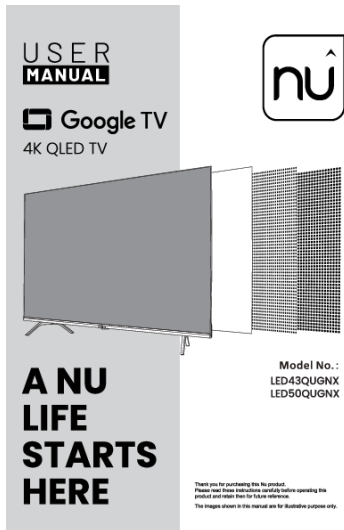 USER
MANUAL
nu
Google TV
4K QLED TV
Model No.:
LED43QUGNX
LED50QUGNX
A NU
LIFE
STARTS
HERE
Thank you for purchasing this Nu product.
Please read these instructions carefully before operating this
product and retain then for future reference.
The images shown in this manual are for illustrative purpose only.